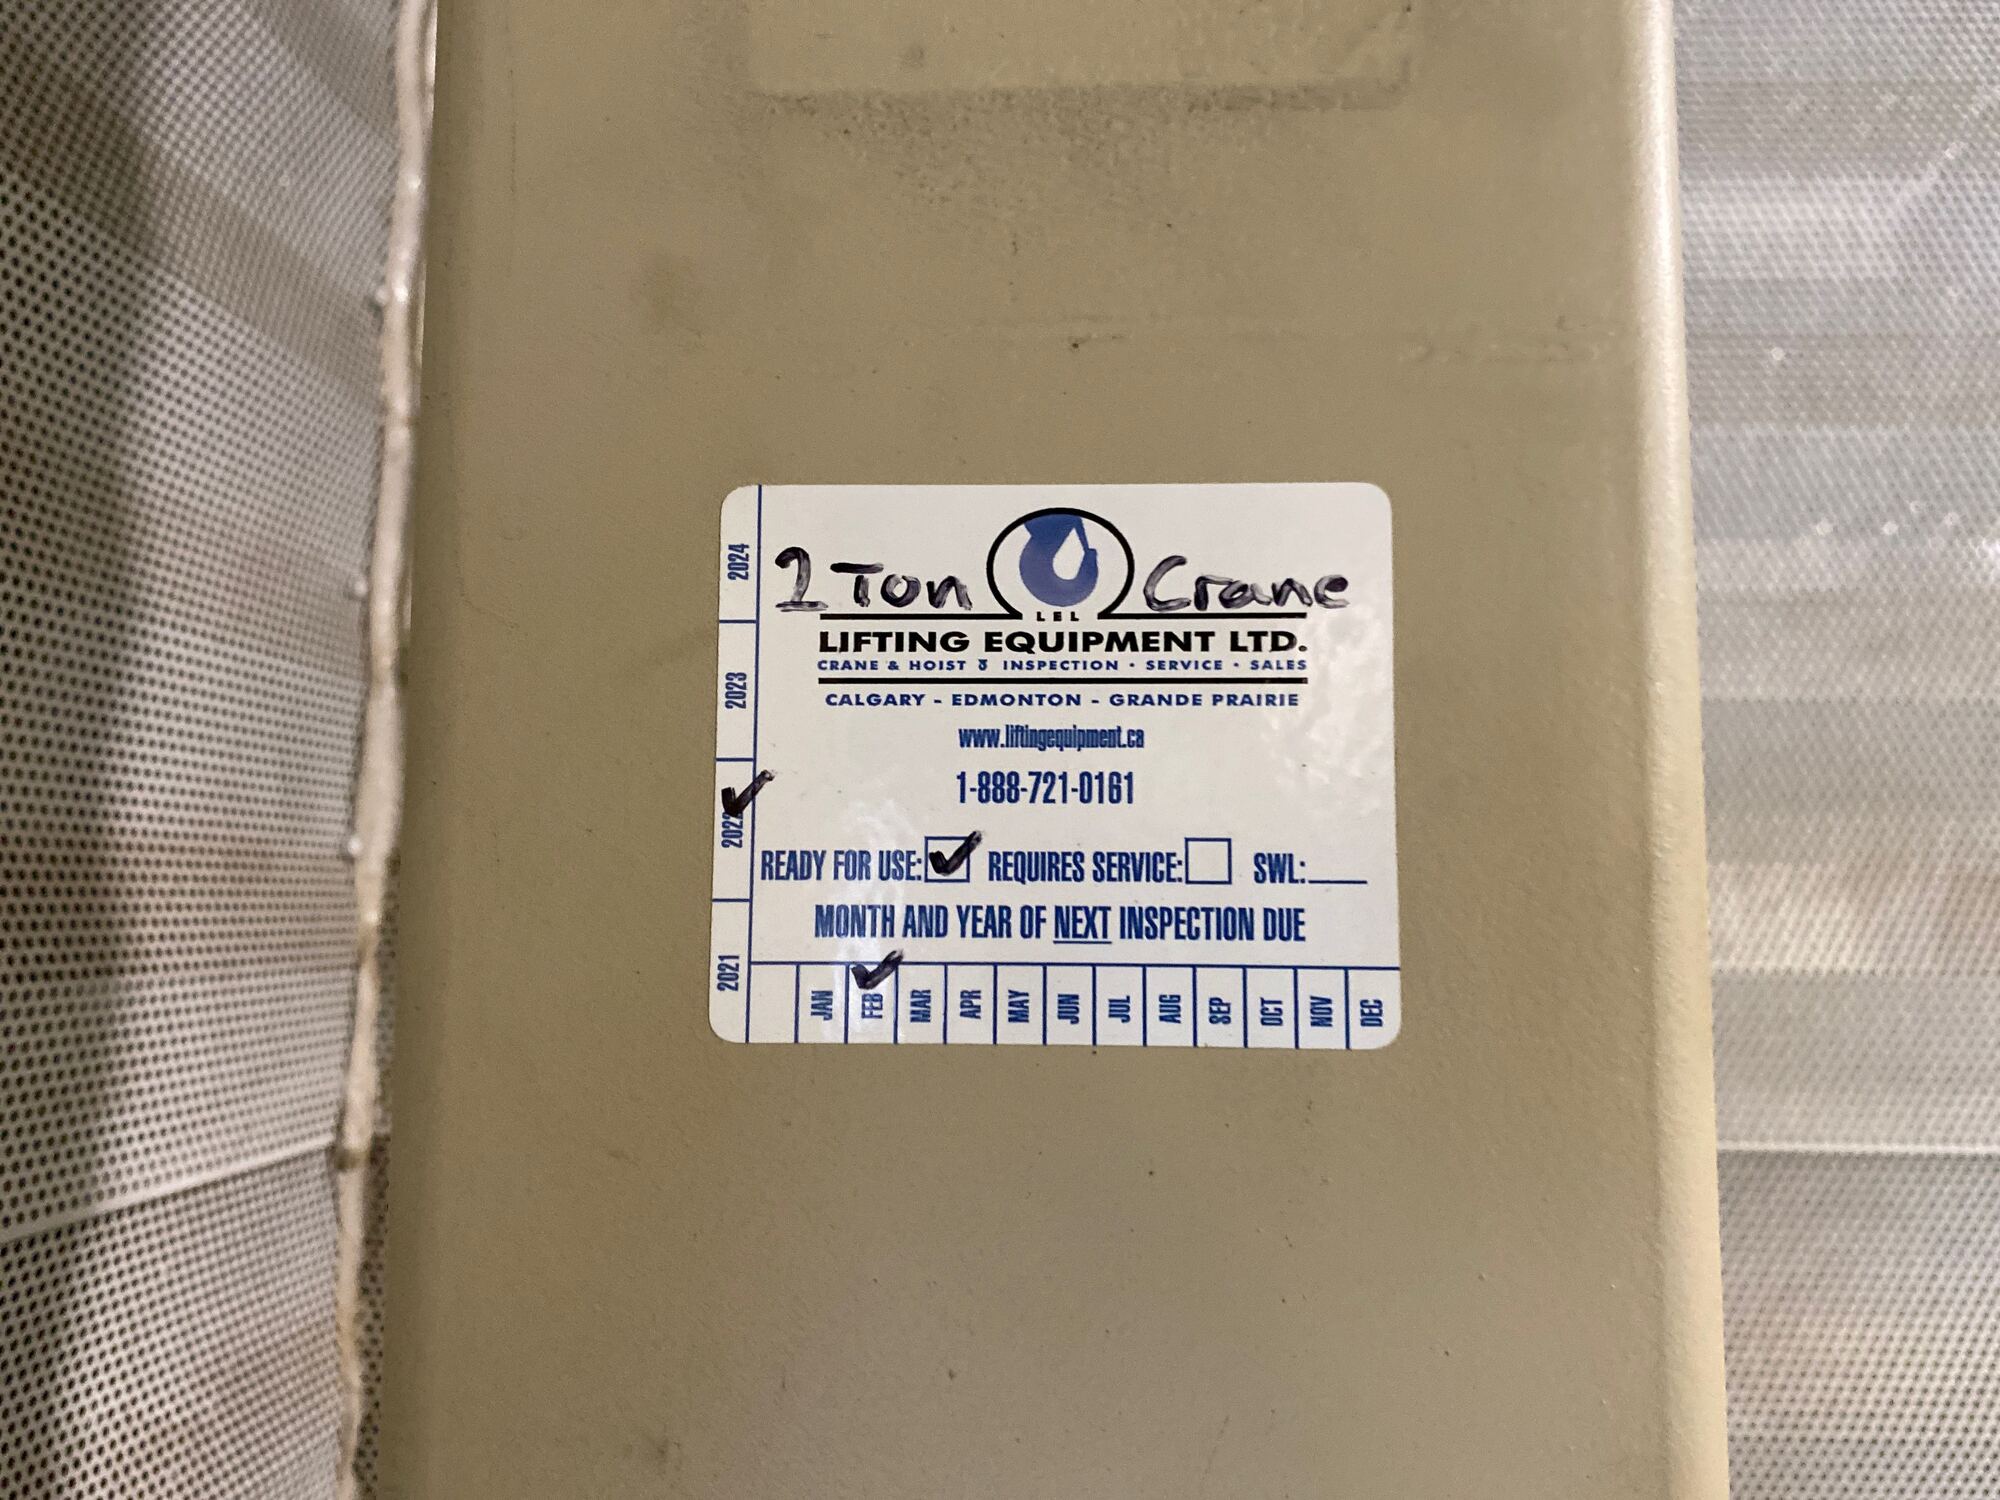 2 Ton Crane
LEL
LIFTING EQUIPMENT LTD.
CRANE & HOIST INSPECTION · SERVICE · SALES
CALGARY - EDMONTON - GRANDE PRAIRIE
www.liftingequipment.ca
1-888-721-0161
READY FOR USE: ✓ REQUIRES SERVICE: SWL:____
MONTH AND YEAR OF NEXT INSPECTION DUE
JAN FEB MAR APR MAY JUN JUL AUG SEP OCT NOV DEC
2024
2023
2022
2021